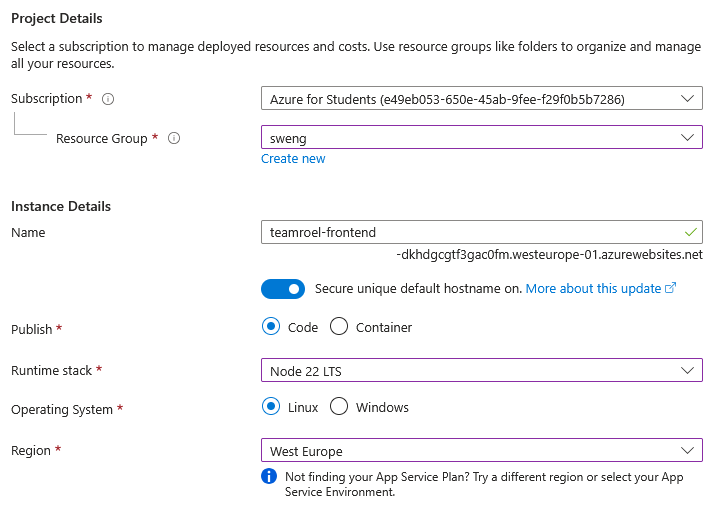 Project Details
Select a subscription to manage deployed resources and costs. Use resource groups like folders to organize and manage
all your resources.
Subscription *
Azure for Students (e49eb053-650e-45ab-9fee-f29f0b5b7286)
Resource Group *
sweng
Create new
Instance Details
Name
teamroel-frontend
-dkhdgcgtf3gac0fm.westeurope-01.azurewebsites.net
Secure unique default hostname on. More about this update
Publish *
Code
Container
Runtime stack *
Node 22 LTS
Operating System *
Linux
Windows
Region *
West Europe
Not finding your App Service Plan? Try a different region or select your App
Service Environment.